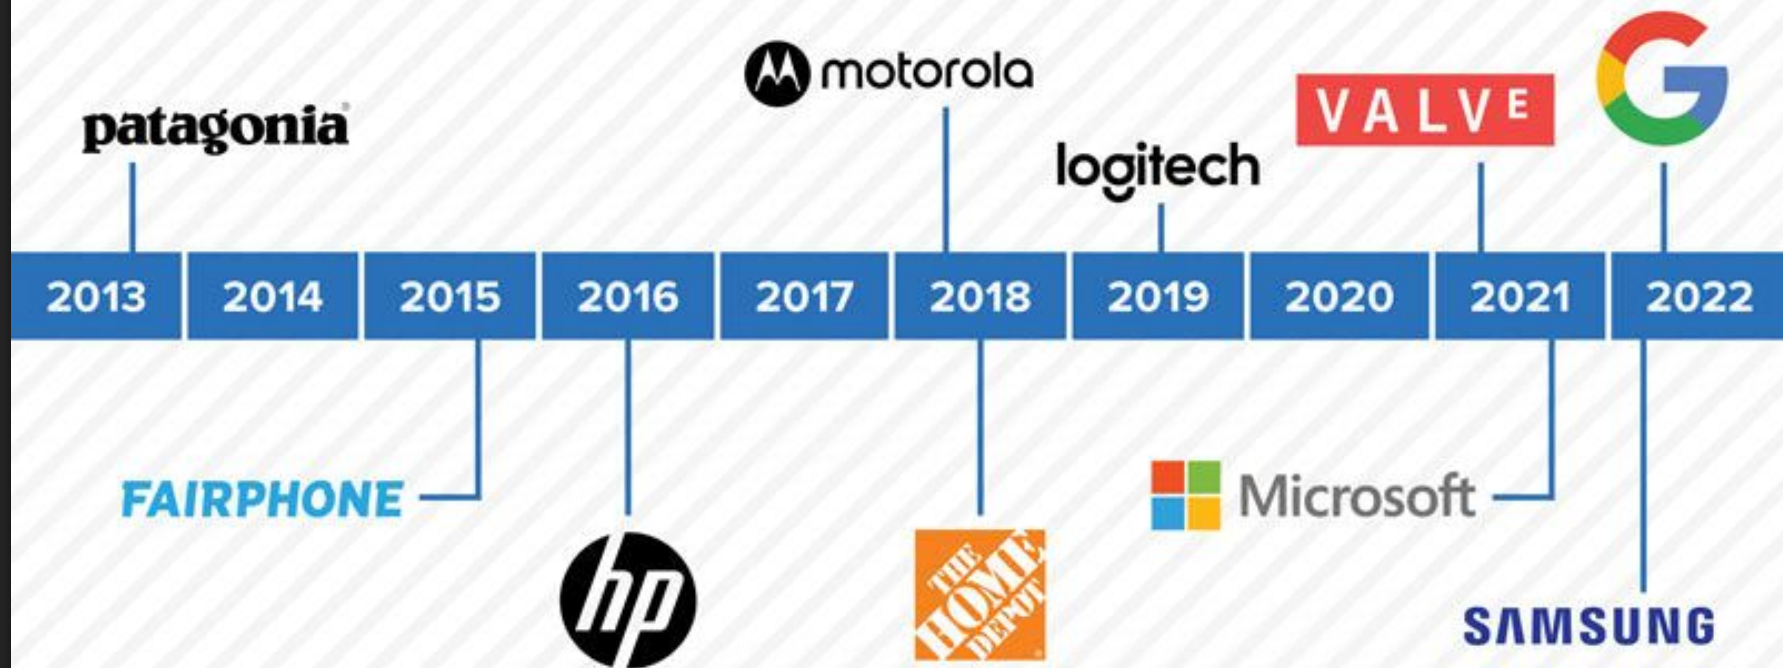 motorola
VALVE
G
patagonia®
logitech
2013 2014 2015 2016 2017 2018 2019 2020 2021 2022
FAIRPHONE
Microsoft
hp
THE
HOME
DEPOT
SAMSUNG